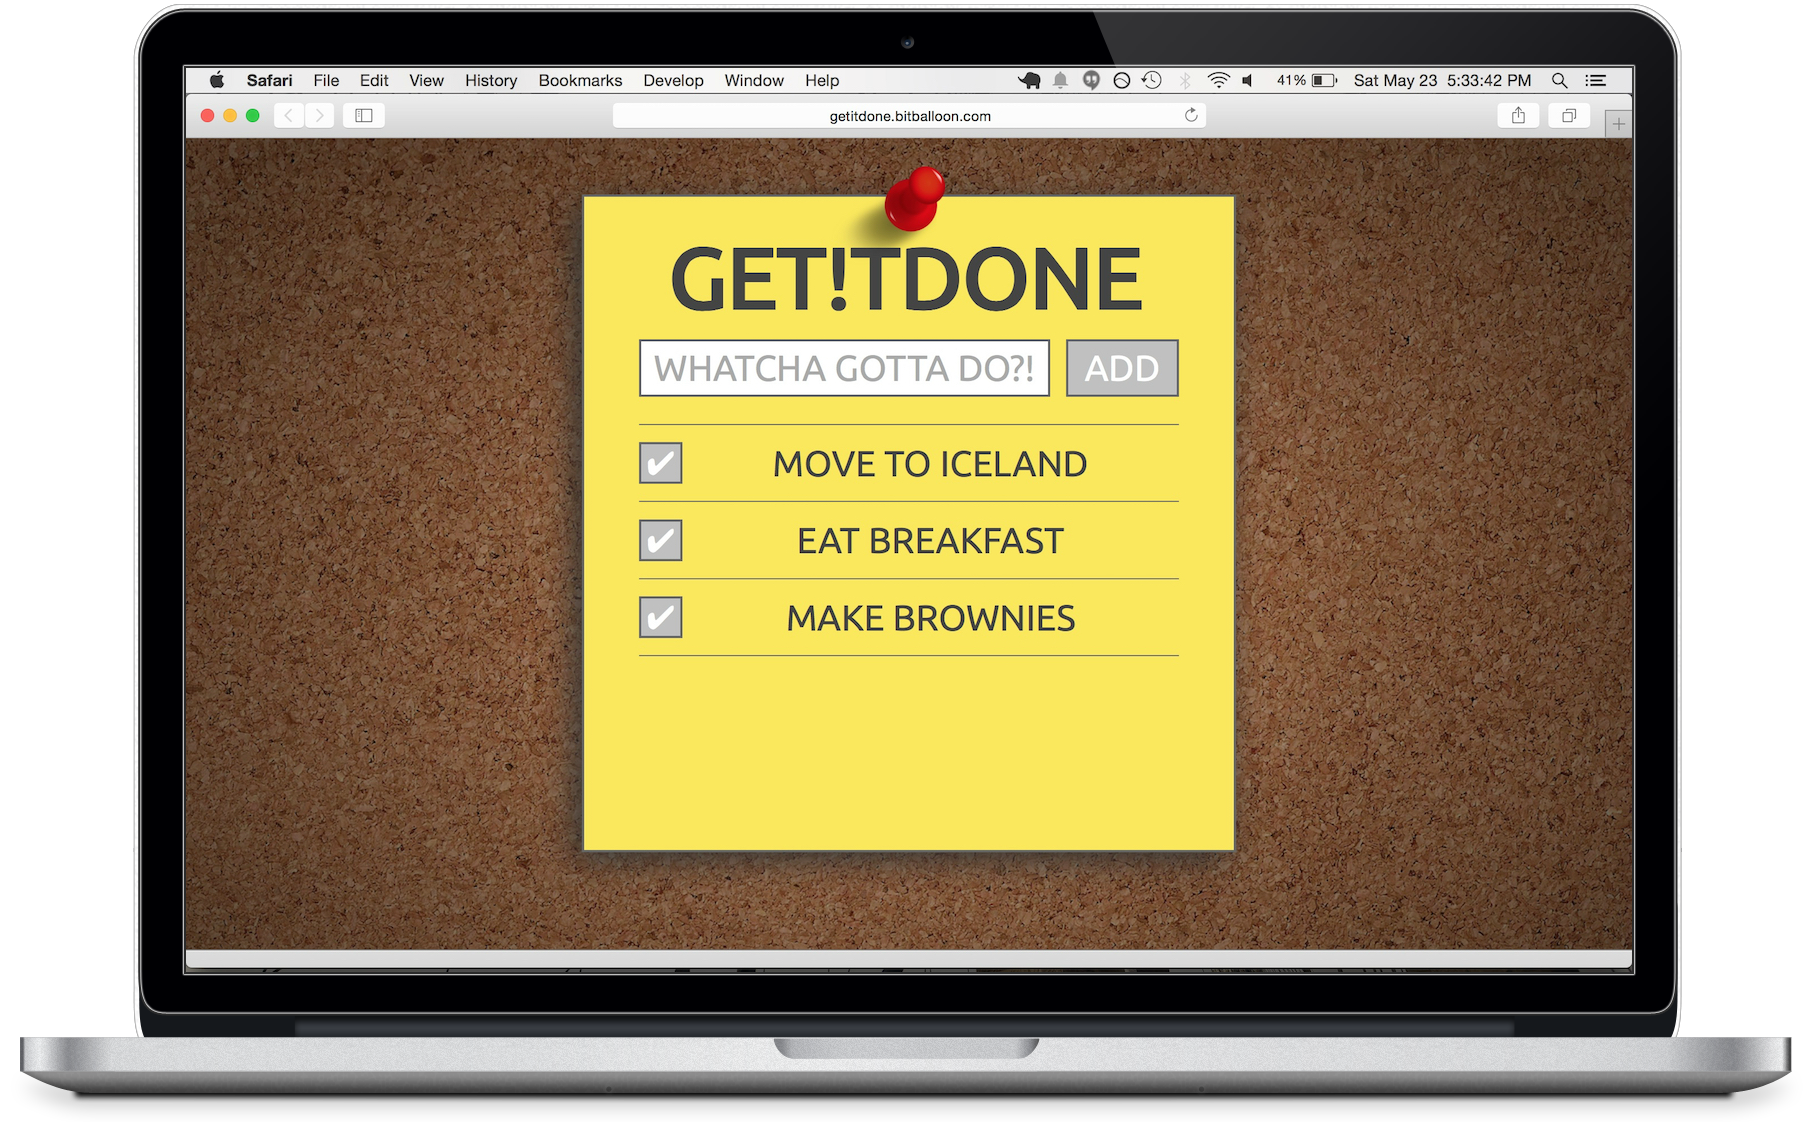 Safari File Edit View History Bookmarks Develop Window Help 41% Sat May 23 5:33:42 PM
getitdone.bitballoon.com
GET!TDONE
WHATCHA GOTTA DO?! ADD
MOVE TO ICELAND
EAT BREAKFAST
MAKE BROWNIES